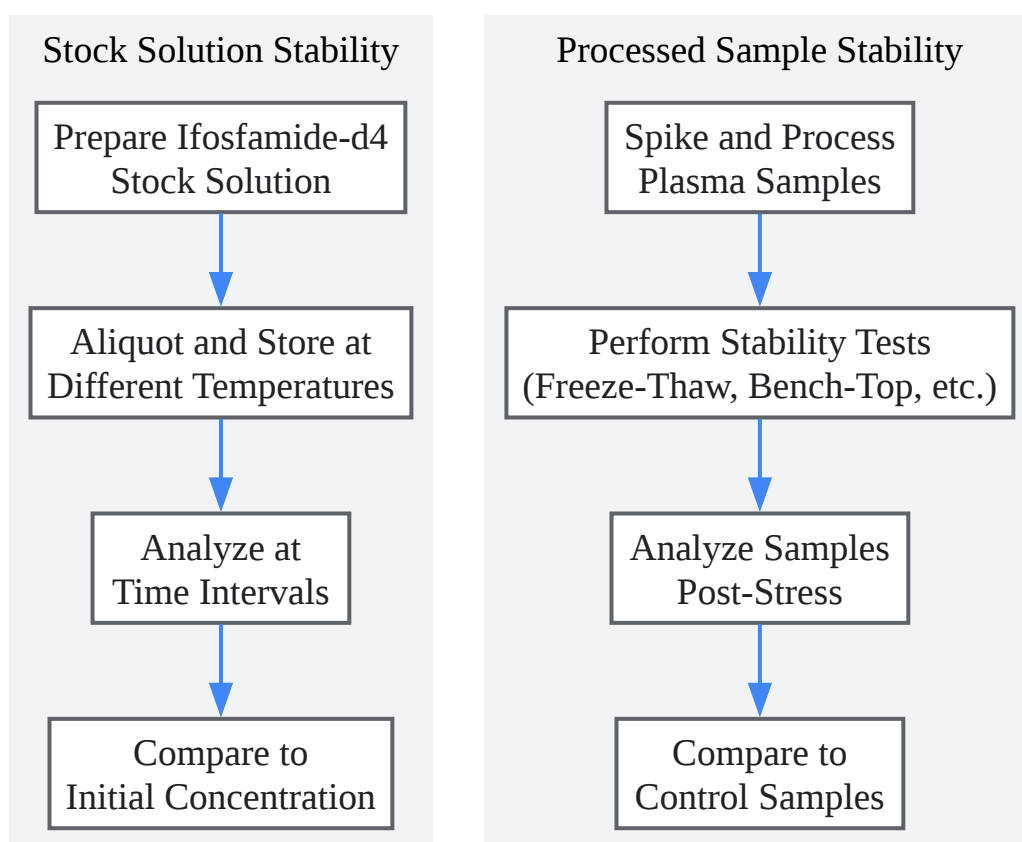 Stock Solution Stability
Prepare Ifosfamide-d4
Stock Solution
Aliquot and Store at
Different Temperatures
Analyze at
Time Intervals
Compare to
Initial Concentration
Processed Sample Stability
Spike and Process
Plasma Samples
Perform Stability Tests
(Freeze-Thaw, Bench-Top, etc.)
Analyze Samples
Post-Stress
Compare to
Control Samples